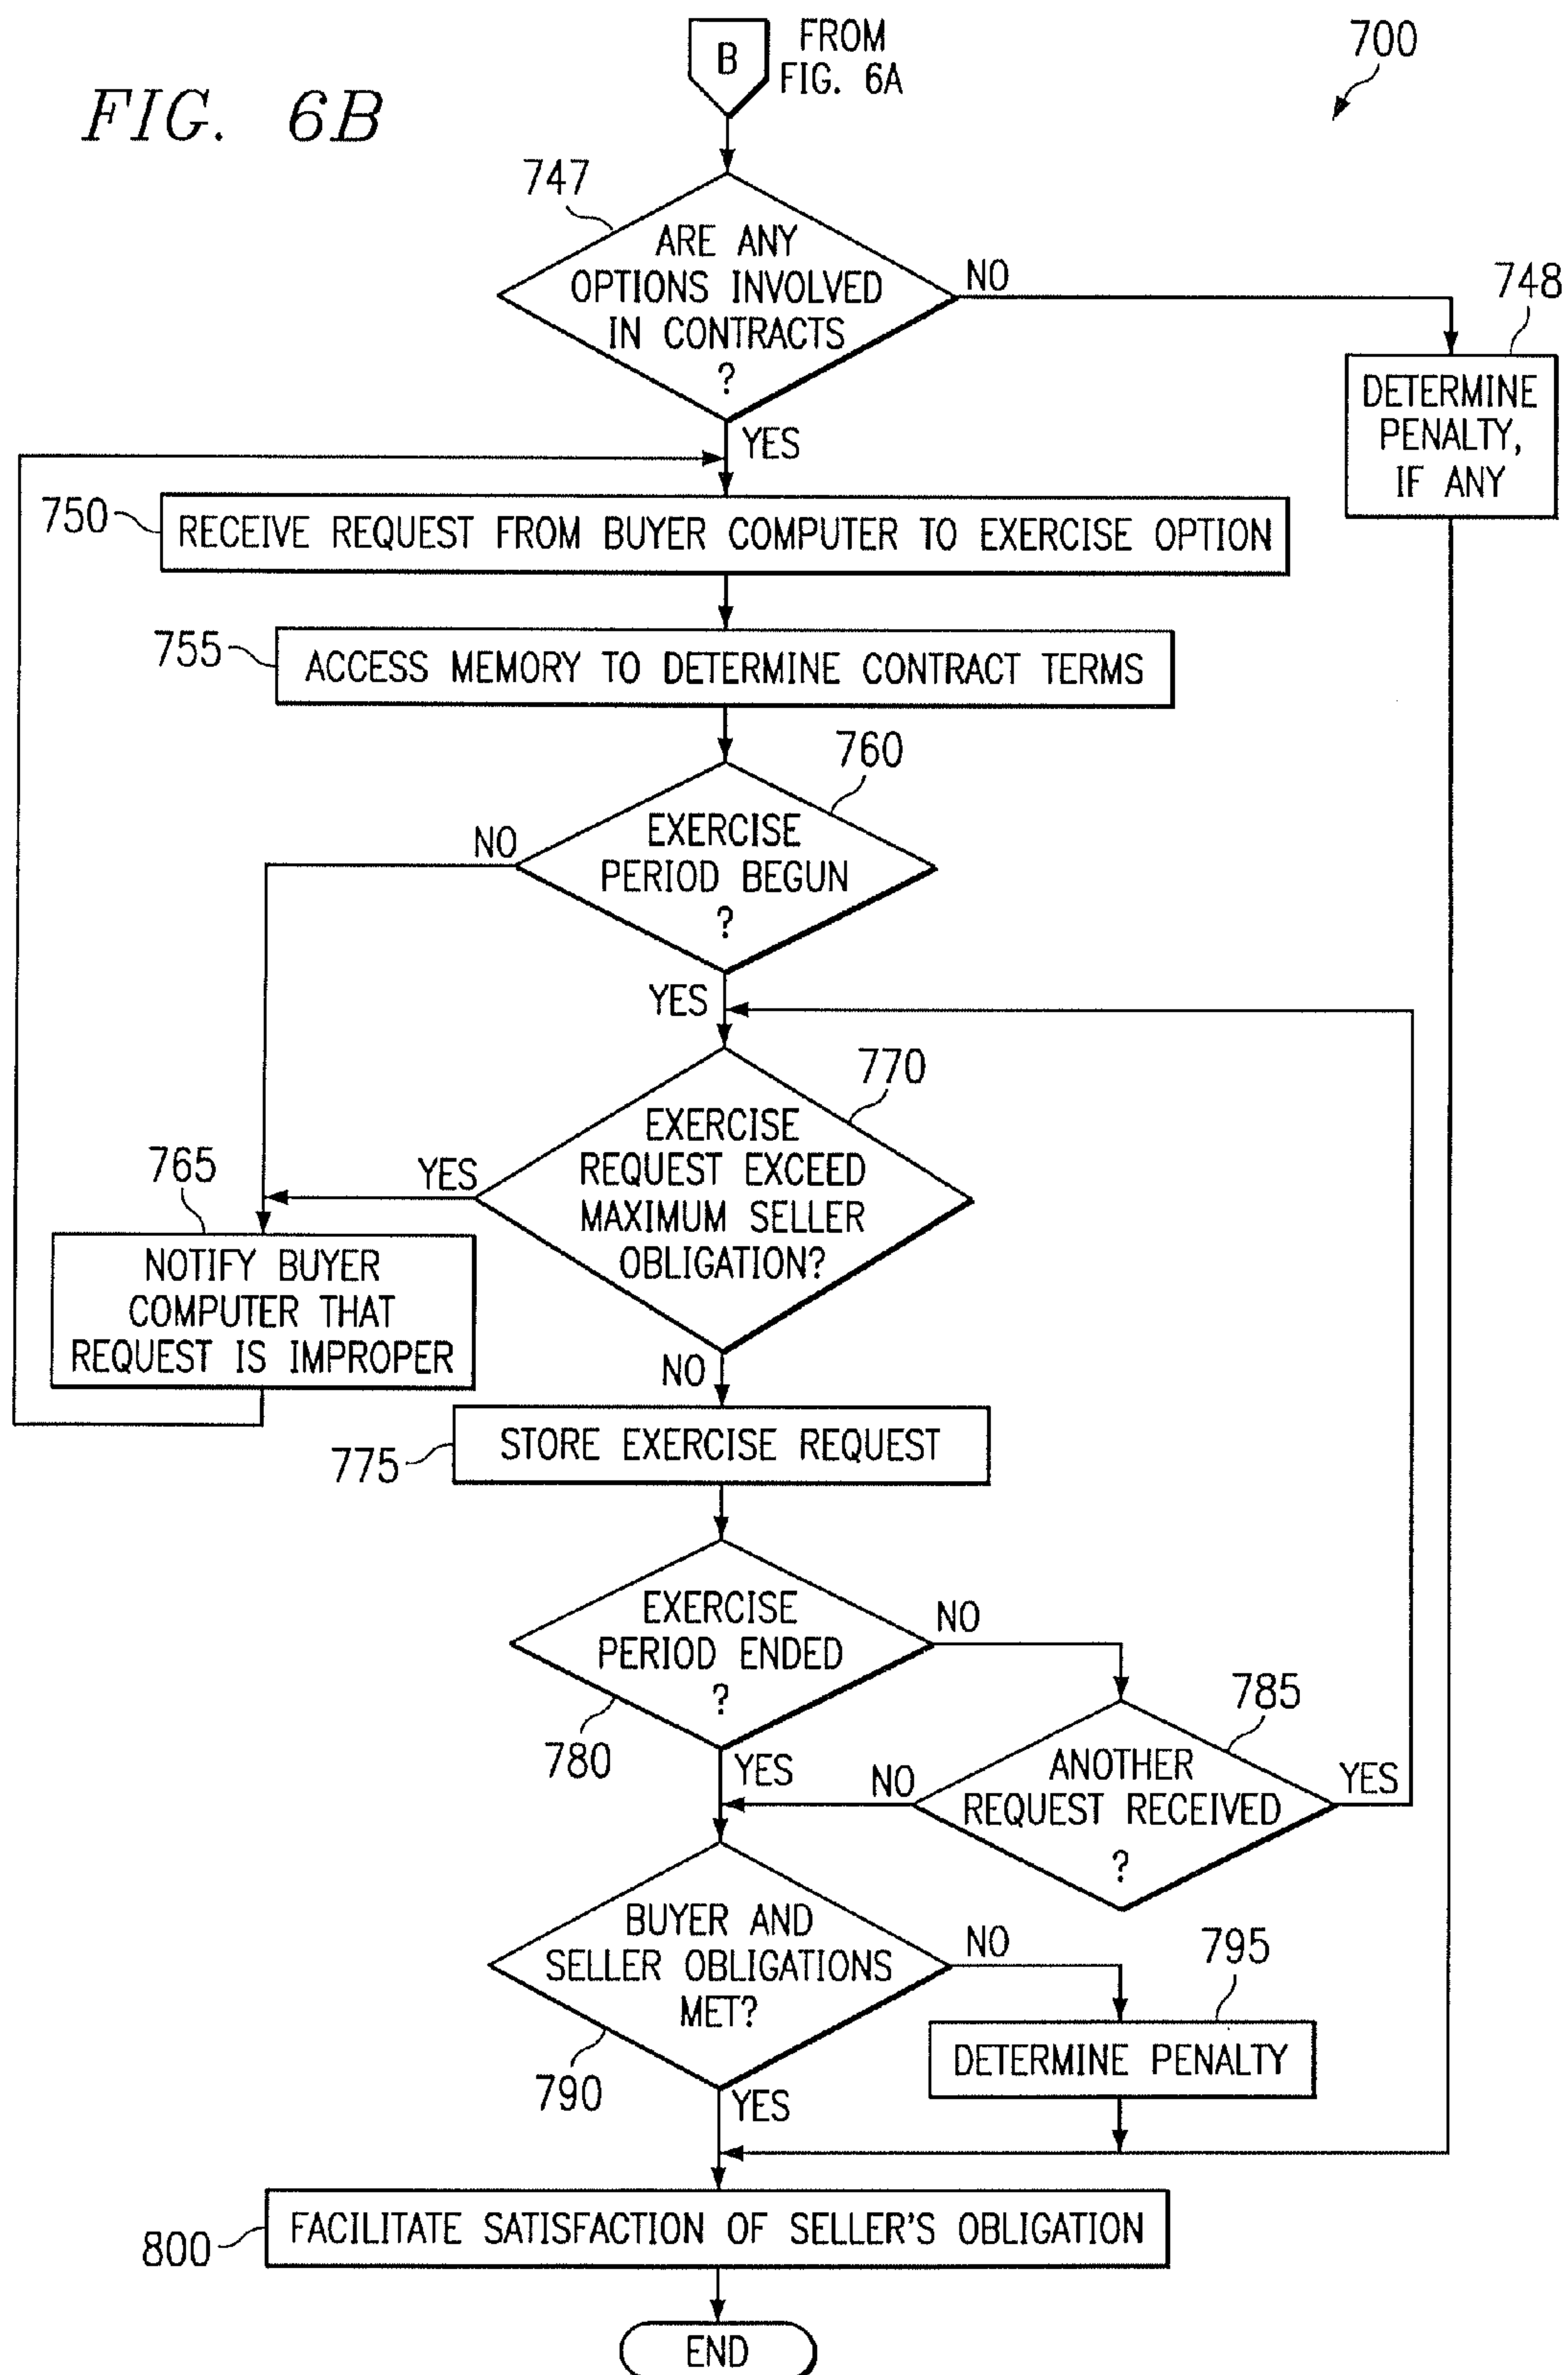 B
FROM
FIG. 6A
700
FIG. 6B
747
ARE ANY
OPTIONS INVOLVED
IN CONTRACTS
?
NO
748
DETERMINE
PENALTY,
IF ANY
YES
750
RECEIVE REQUEST FROM BUYER COMPUTER TO EXERCISE OPTION
755
ACCESS MEMORY TO DETERMINE CONTRACT TERMS
760
EXERCISE
PERIOD BEGUN
?
NO
YES
770
EXERCISE
REQUEST EXCEED
MAXIMUM SELLER
OBLIGATION?
YES
765
NOTIFY BUYER
COMPUTER THAT
REQUEST IS IMPROPER
NO
775
STORE EXERCISE REQUEST
EXERCISE
PERIOD ENDED
?
NO
780
YES
785
ANOTHER
REQUEST RECEIVED
?
NO
YES
BUYER AND
SELLER OBLIGATIONS
MET?
NO
790
795
DETERMINE PENALTY
YES
800
FACILITATE SATISFACTION OF SELLER'S OBLIGATION
END